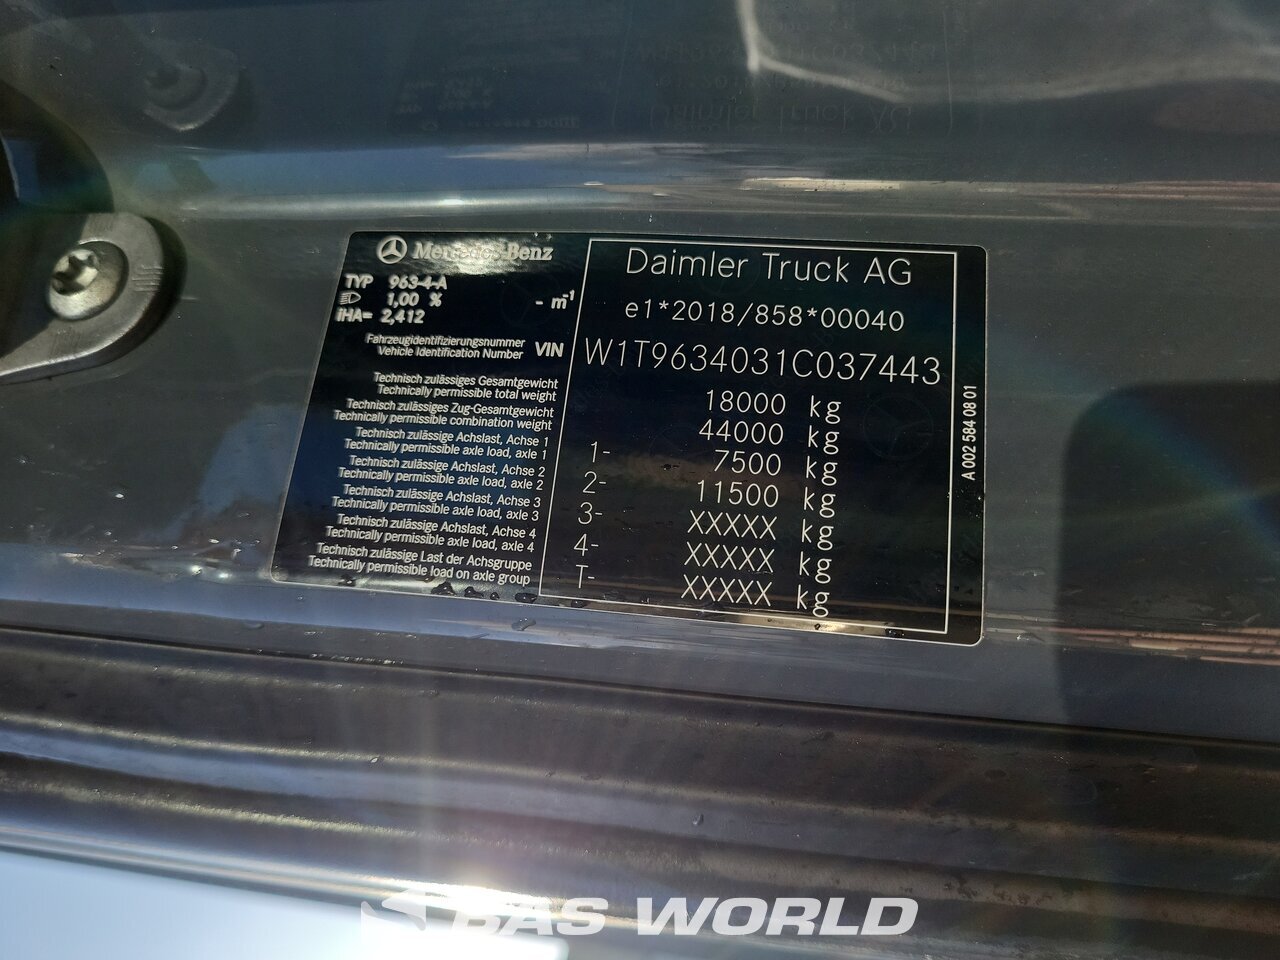 Mercedes-Benz
TYP 963-4-A
1,00 % - m⁻¹
iHA= 2,412
Fahrzeugidentifizierungsnummer
Vehicle Identification Number VIN
Technisch zulässiges Gesamtgewicht
Technically permissible total weight
Technisch zulässiges Zug-Gesamtgewicht
Technically permissible combination weight
Technisch zulässige Achslast, Achse 1
Technically permissible axle load, axle 1
Technisch zulässige Achslast, Achse 2
Technically permissible axle load, axle 2
Technisch zulässige Achslast, Achse 3
Technically permissible axle load, axle 3
Technisch zulässige Achslast, Achse 4
Technically permissible axle load, axle 4
Technisch zulässige Last der Achsgruppe
Technically permissible load on axle group
Daimler Truck AG
e1*2018/858*00040
W1T9634031C037443
18000 kg
44000 kg
1- 7500 kg
2- 11500 kg
3- XXXXX kg
4- XXXXX kg
T- XXXXX kg
A 002 584 08 01
BAS WORLD